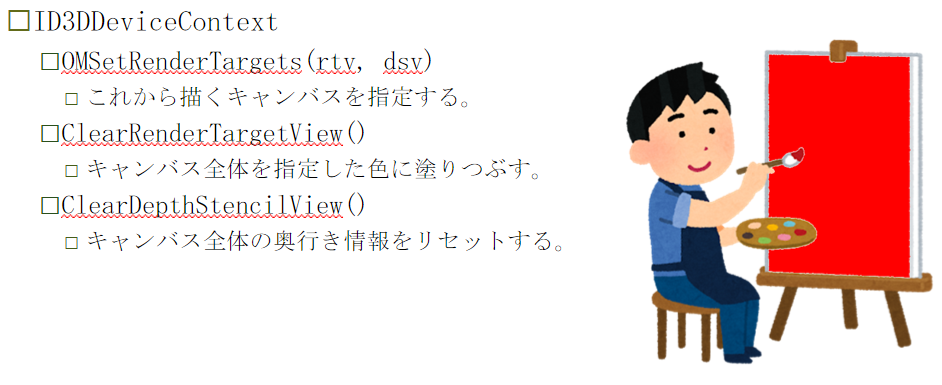 □ID3DDeviceContext
□OMSetRenderTargets(rtv, dsv)
□ これから描くキャンバスを指定する。
□ClearRenderTargetView()
□ キャンバス全体を指定した色に塗りつぶす。
□ClearDepthStencilView()
□ キャンバス全体の奥行き情報をリセットする。